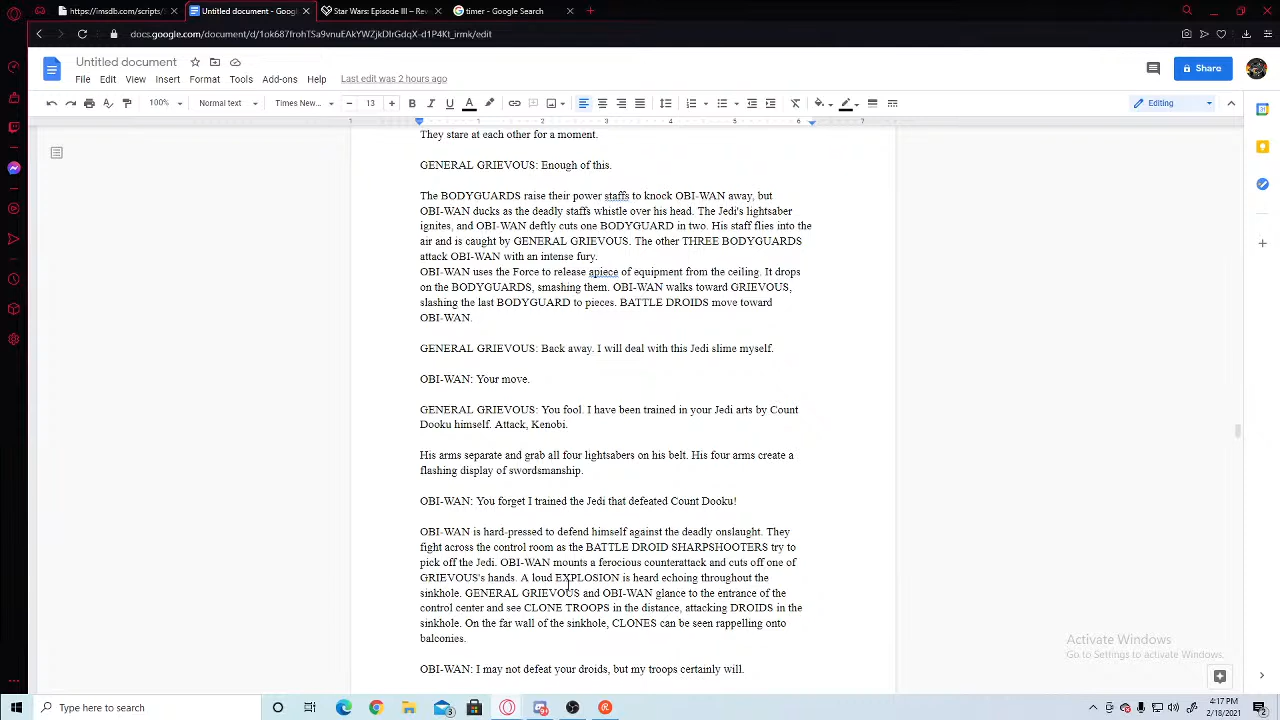 https://imsdb.com/scripts/S
Untitled document - Goog
Star Wars: Episode III – Rev
timer - Google Search
docs.google.com/document/d/1ok687frohTSa9vnuEAkYWZjkDIrGdqX-d1P4Kt_irmk/edit
Untitled document
File Edit View Insert Format Tools Add-ons Help Last edit was 2 hours ago
Share
100% Normal text Times New... 13 Editing
1 1 2 3 4 5 6 7
They stare at each other for a moment.
GENERAL GRIEVOUS: Enough of this.
The BODYGUARDS raise their power staffs to knock OBI-WAN away, but
OBI-WAN ducks as the deadly staffs whistle over his head. The Jedi's lightsaber
ignites, and OBI-WAN deftly cuts one BODYGUARD in two. His staff flies into the
air and is caught by GENERAL GRIEVOUS. The other THREE BODYGUARDS
attack OBI-WAN with an intense fury.
OBI-WAN uses the Force to release apiece of equipment from the ceiling. It drops
on the BODYGUARDS, smashing them. OBI-WAN walks toward GRIEVOUS,
slashing the last BODYGUARD to pieces. BATTLE DROIDS move toward
OBI-WAN.
GENERAL GRIEVOUS: Back away. I will deal with this Jedi slime myself.
OBI-WAN: Your move.
GENERAL GRIEVOUS: You fool. I have been trained in your Jedi arts by Count
Dooku himself. Attack, Kenobi.
His arms separate and grab all four lightsabers on his belt. His four arms create a
flashing display of swordsmanship.
OBI-WAN: You forget I trained the Jedi that defeated Count Dooku!
OBI-WAN is hard-pressed to defend himself against the deadly onslaught. They
fight across the control room as the BATTLE DROID SHARPSHOOTERS try to
pick off the Jedi. OBI-WAN mounts a ferocious counterattack and cuts off one of
GRIEVOUS's hands. A loud EXPLOSION is heard echoing throughout the
sinkhole. GENERAL GRIEVOUS and OBI-WAN glance to the entrance of the
control center and see CLONE TROOPS in the distance, attacking DROIDS in the
sinkhole. On the far wall of the sinkhole, CLONES can be seen rappelling onto
balconies.
OBI-WAN: I may not defeat your droids, but my troops certainly will.
Activate Windows
Go to Settings to activate Windows.
Type here to search
4:17 PM
2/18/2021